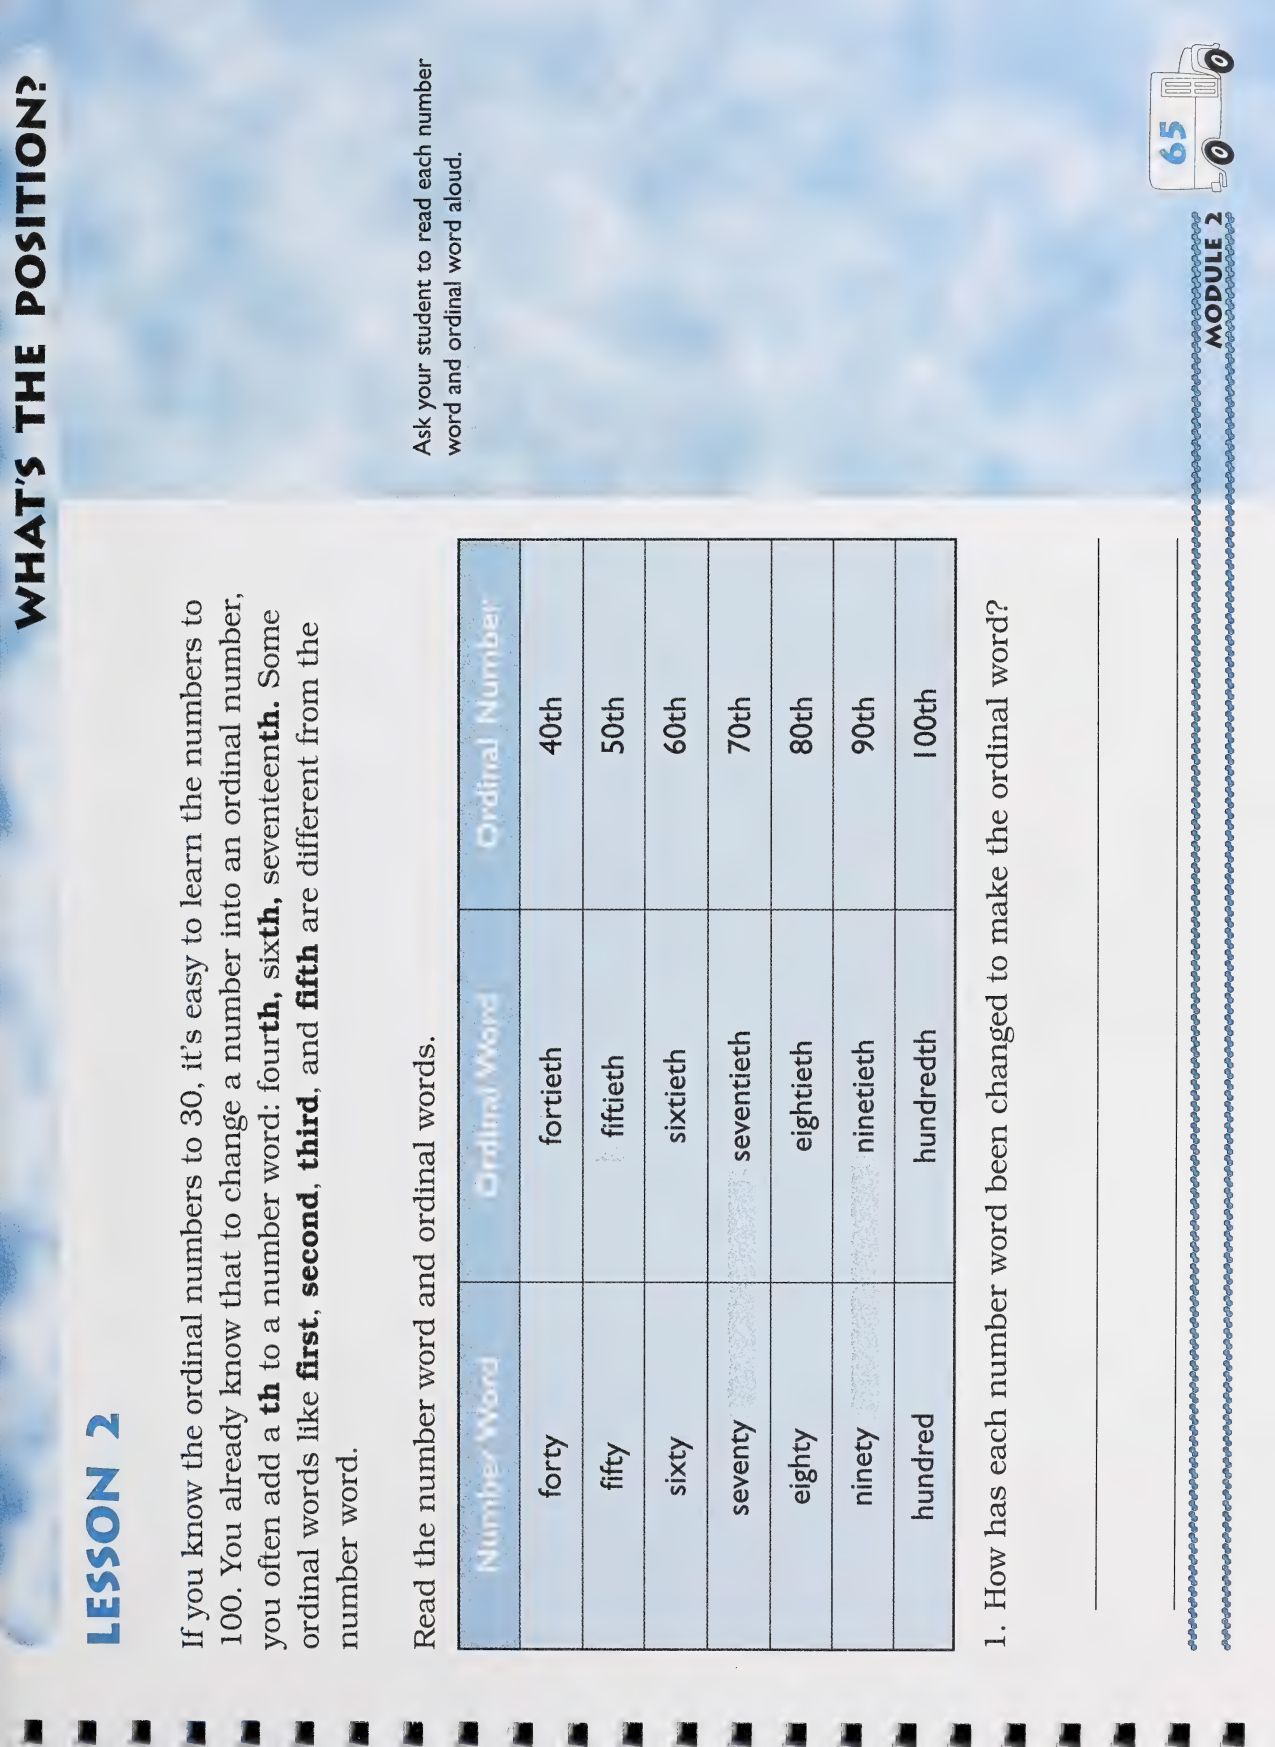 WHAT'S THE POSITION?
LESSON 2
If you know the ordinal numbers to 30, it's easy to learn the numbers to
100. You already know that to change a number into an ordinal number,
you often add a th to a number word: fourth, sixth, seventeenth. Some
ordinal words like first, second, third, and fifth are different from the
number word.
Read the number word and ordinal words.
Ask your student to read each number
word and ordinal word aloud.
Number Word Ordinal Word Ordinal Number
forty fortieth 40th
fifty fiftieth 50th
sixty sixtieth 60th
seventy seventieth 70th
eighty eightieth 80th
ninety ninetieth 90th
hundred hundredth 100th
1. How has each number word been changed to make the ordinal word?
MODULE 2
65